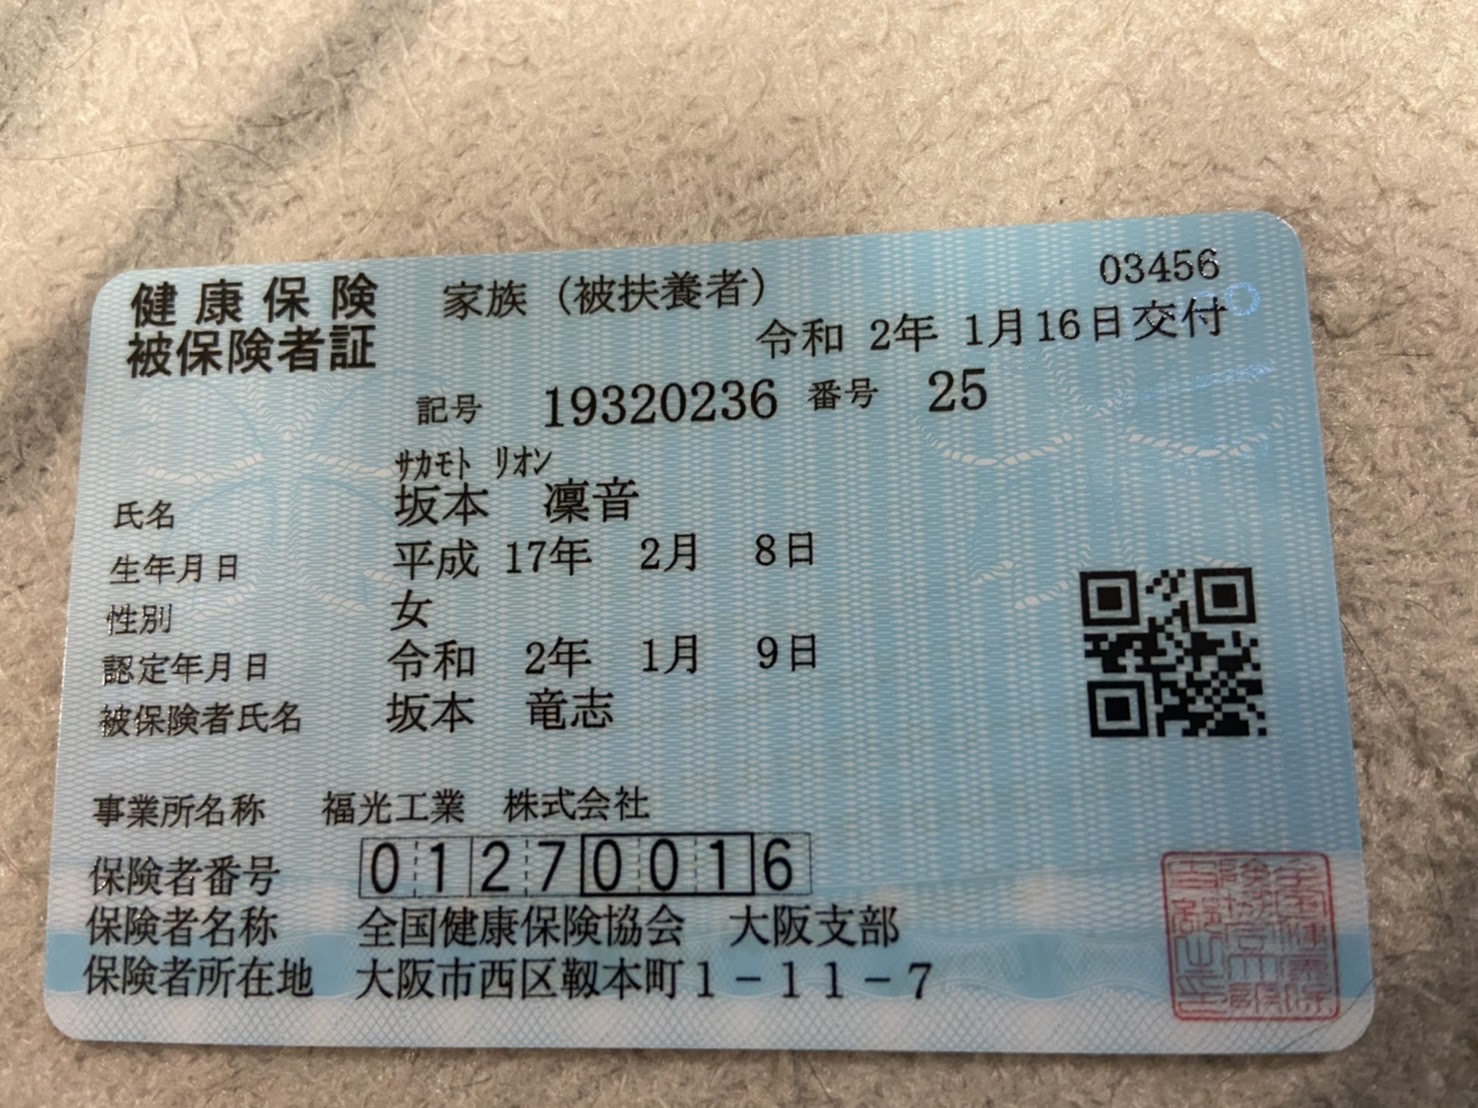 健康保険 家族（被扶養者） 03456
被保険者証 令和 2年 1月16日交付
記号 19320236 番号 25
ｻｶﾓﾄ ﾘｵﾝ
氏名 坂本 凜音
生年月日 平成 17年 2月 8日
性別 女
認定年月日 令和 2年 1月 9日
被保険者氏名 坂本 竜志
事業所名称 福光工業 株式会社
保険者番号 01270016
保険者名称 全国健康保険協会 大阪支部
保険者所在地 大阪市西区靱本町1－11－7